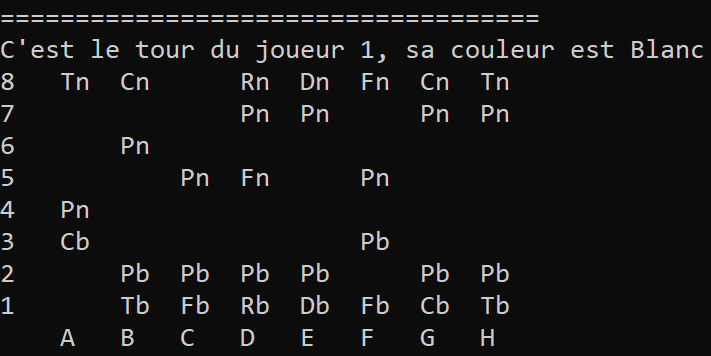 ====================================
C'est le tour du joueur 1, sa couleur est Blanc
8   Tn  Cn      Rn  Dn  Fn  Cn  Tn
7               Pn  Pn      Pn  Pn
6       Pn
5           Pn  Fn      Pn
4   Pn
3   Cb                  Pb
2       Pb  Pb  Pb  Pb      Pb  Pb
1       Tb  Fb  Rb  Db  Fb  Cb  Tb
    A   B   C   D   E   F   G   H